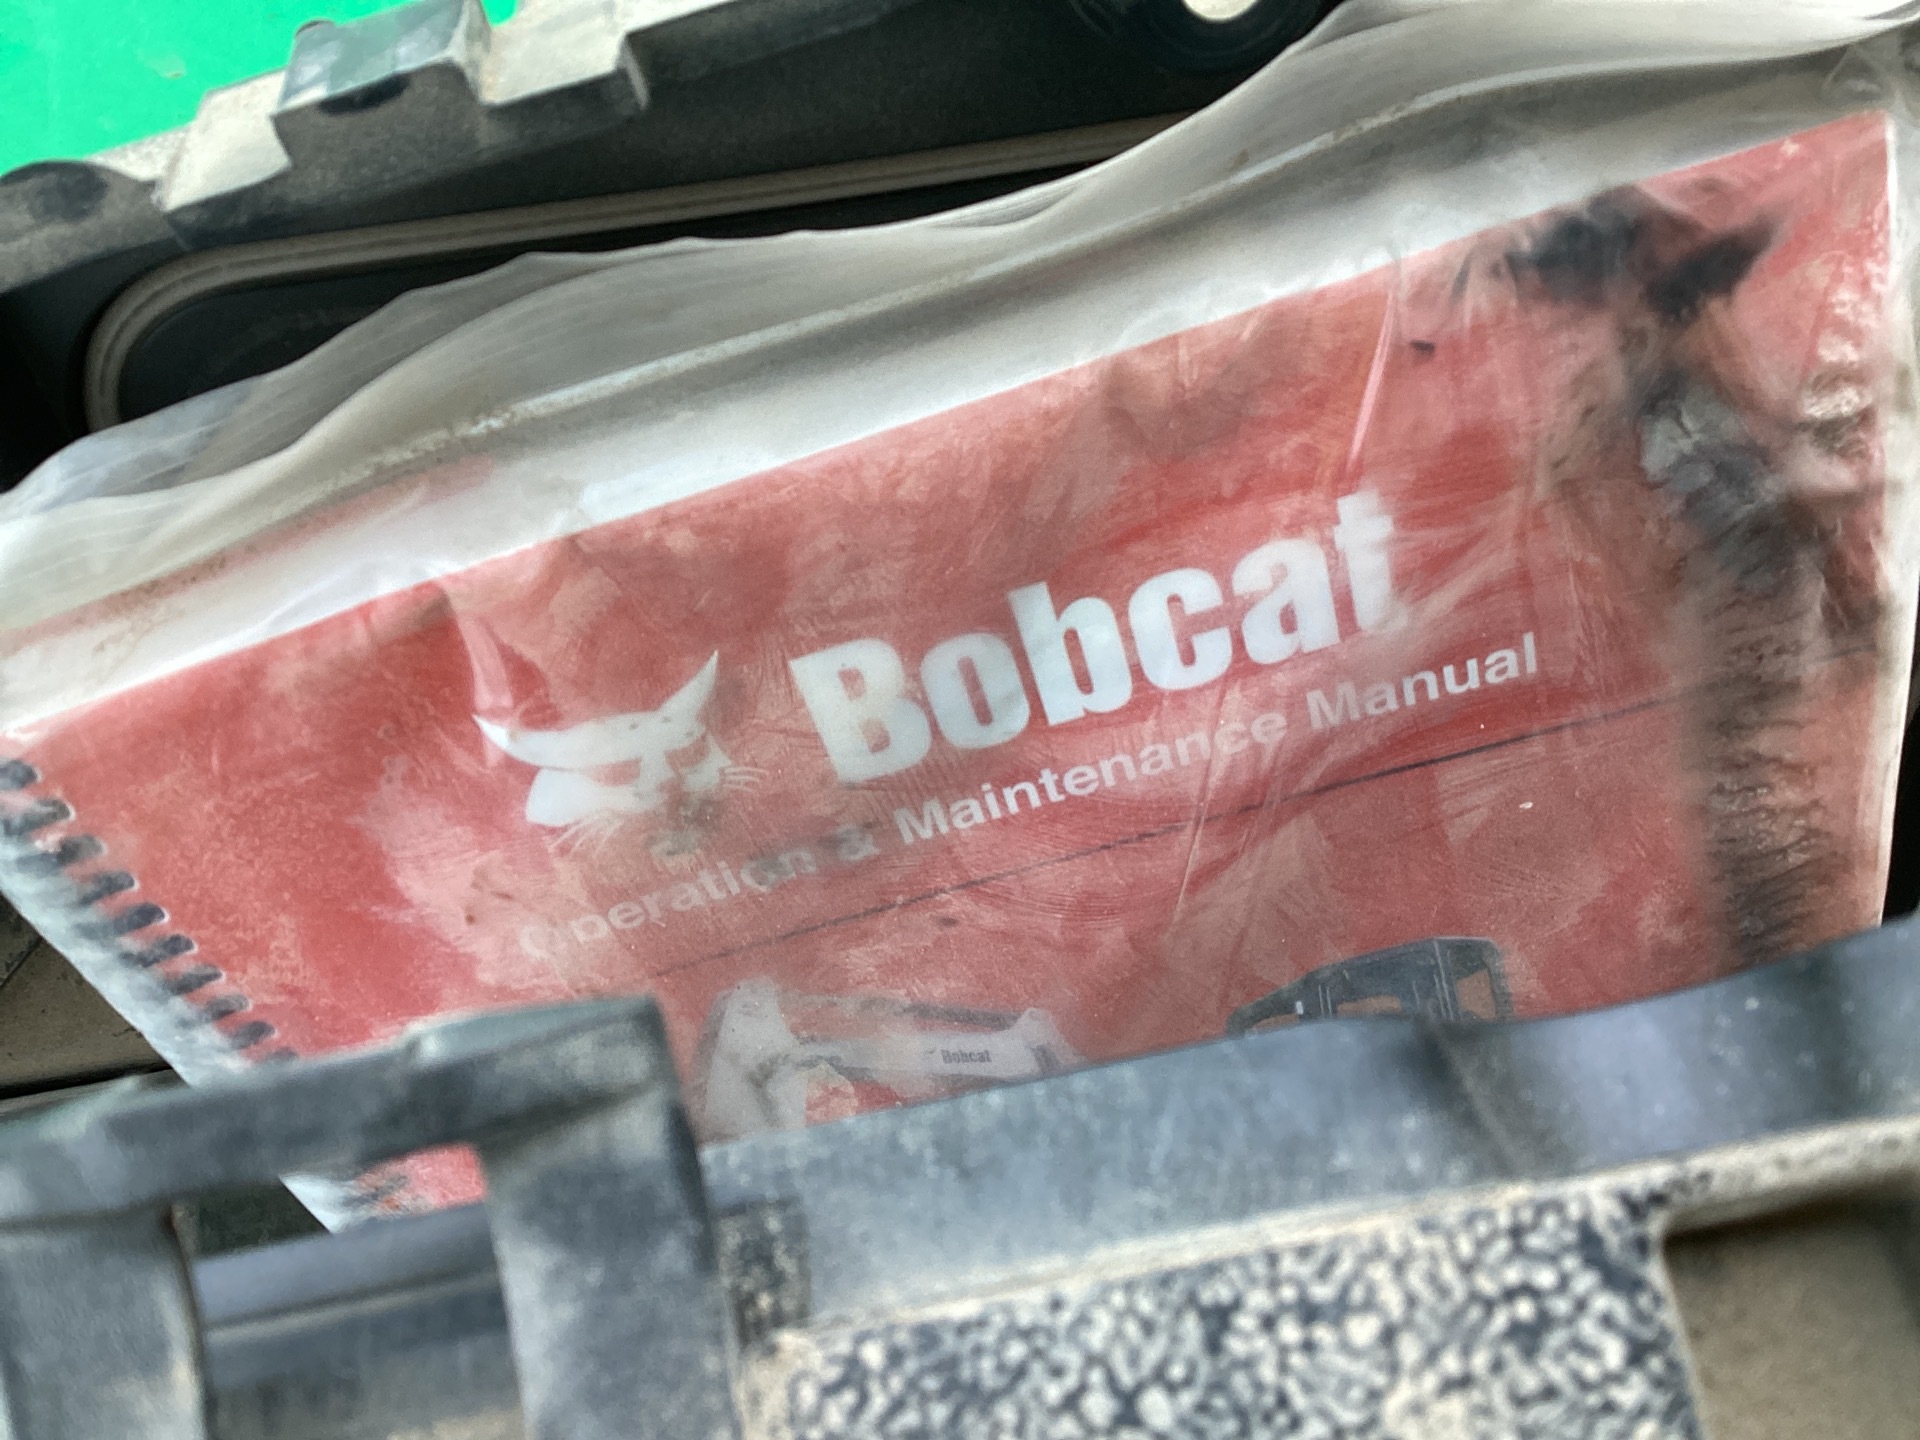 Bobcat
Operation & Maintenance Manual
Bobcat